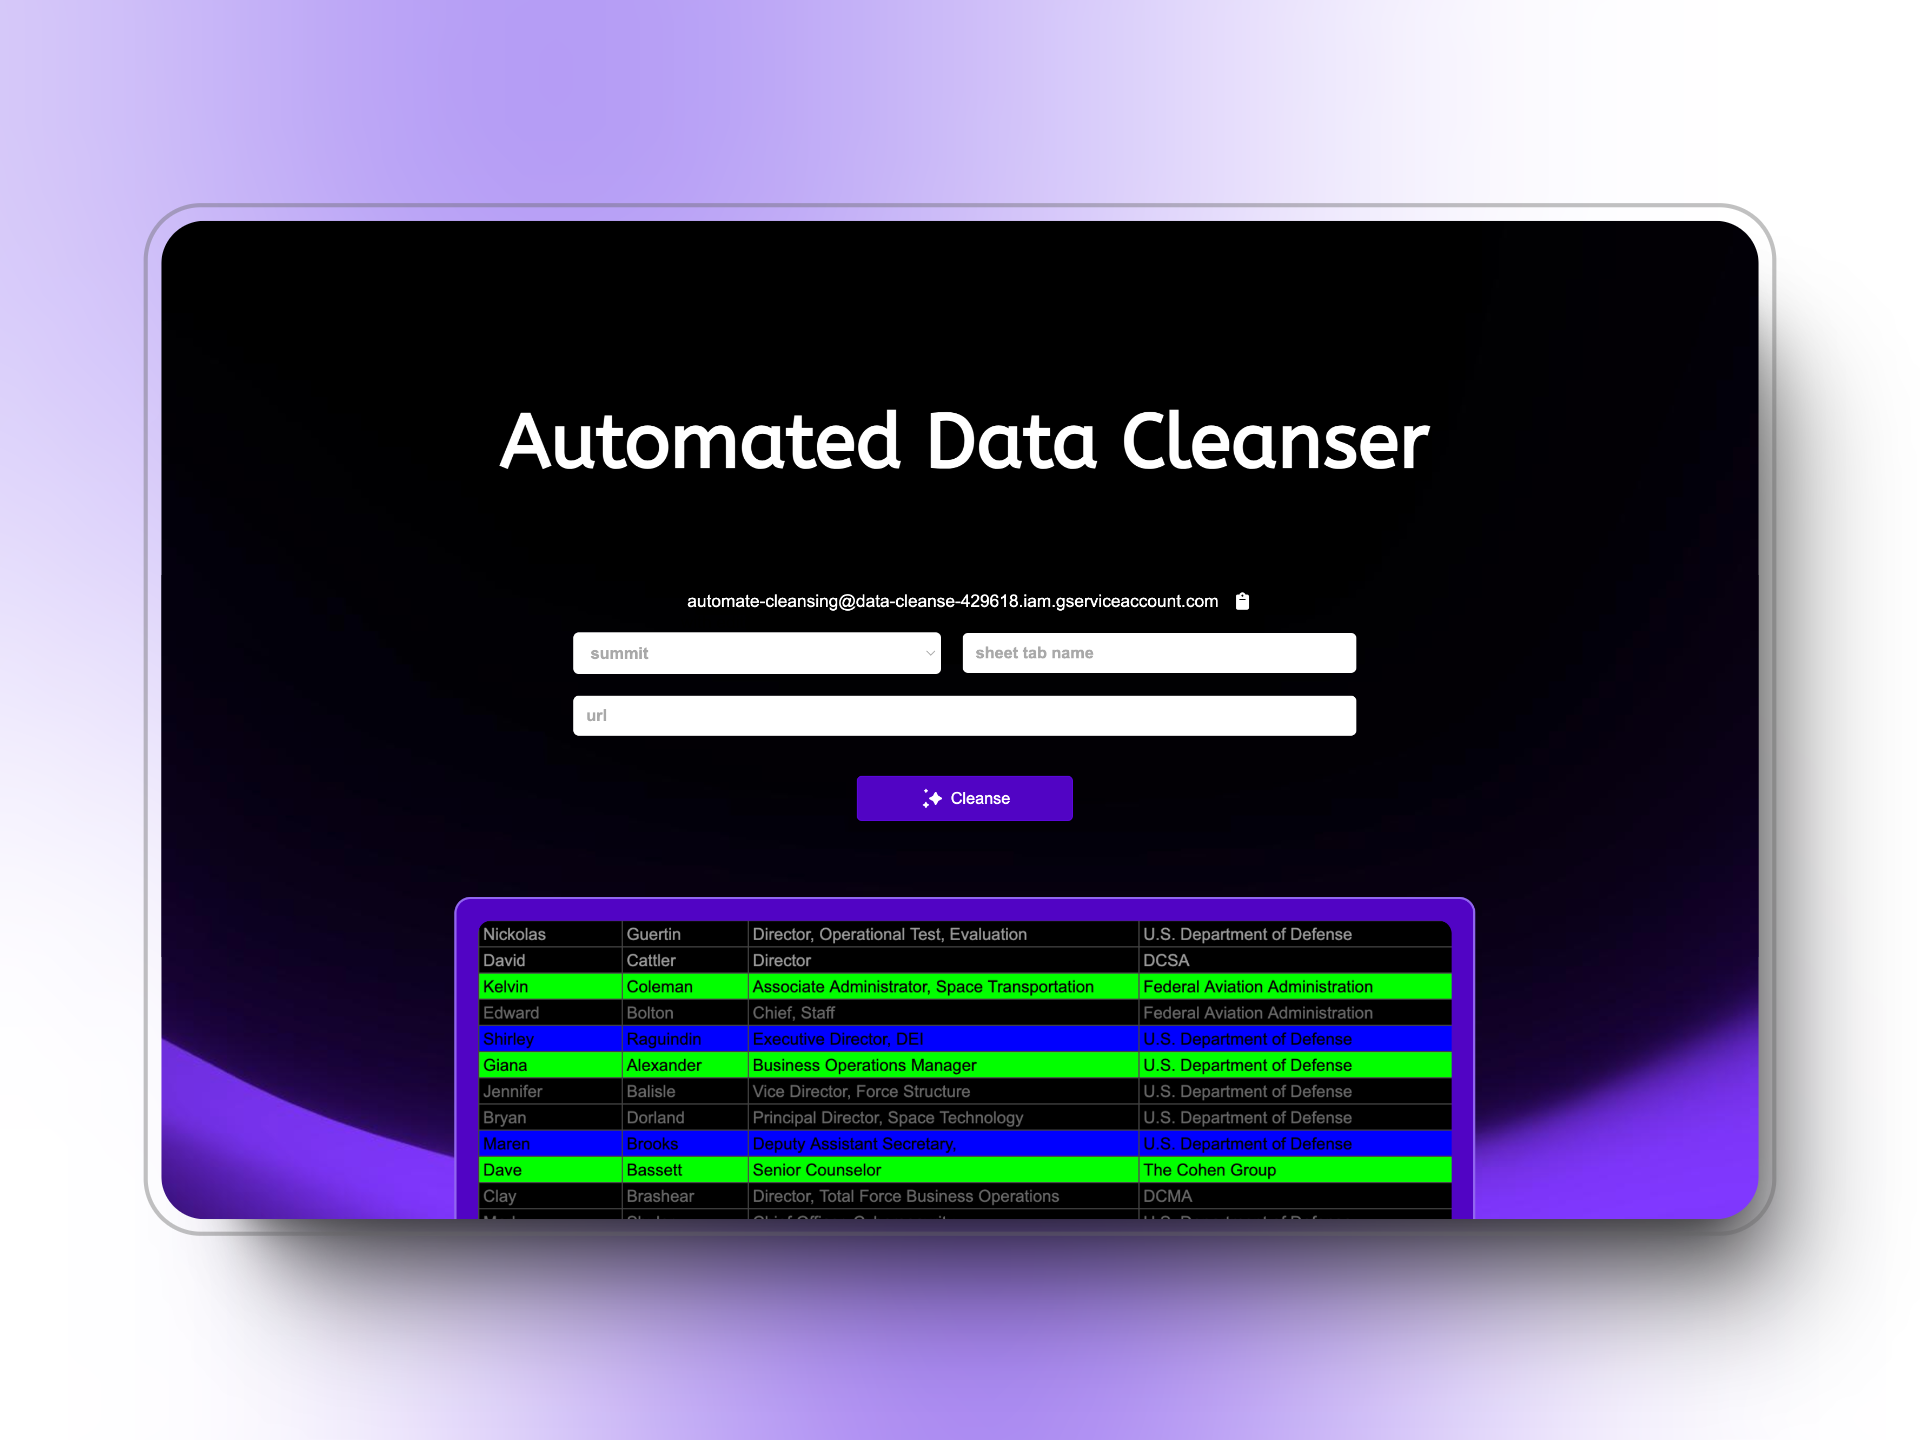 Automated Data Cleanser
automate-cleansing@data-cleanse-429618.iam.gserviceaccount.com
summit sheet tab name
url
Cleanse
Nickolas Guertin Director, Operational Test, Evaluation U.S. Department of Defense
David Cattler Director DCSA
Kelvin Coleman Associate Administrator, Space Transportation Federal Aviation Administration
Edward Bolton Chief, Staff Federal Aviation Administration
Shirley Raguindin Executive Director, DEI U.S. Department of Defense
Giana Alexander Business Operations Manager U.S. Department of Defense
Jennifer Balisle Vice Director, Force Structure U.S. Department of Defense
Bryan Dorland Principal Director, Space Technology U.S. Department of Defense
Maren Brooks Deputy Assistant Secretary, U.S. Department of Defense
Dave Bassett Senior Counselor The Cohen Group
Clay Brashear Director, Total Force Business Operations DCMA